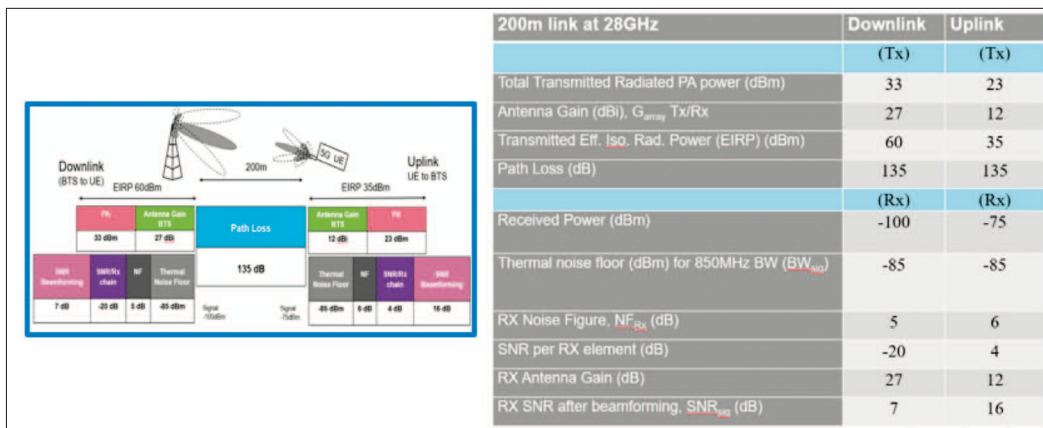 200m link at 28GHz Downlink Uplink
(Tx) (Tx)
Total Transmitted Radiated PA power (dBm) 33 23
Antenna Gain (dBi), Garray Tx/Rx 27 12
Transmitted Eff. Iso. Rad. Power (EIRP) (dBm) 60 35
Path Loss (dB) 135 135
(Rx) (Rx)
Received Power (dBm) -100 -75
Thermal noise floor (dBm) for 850MHz BW (BWsig) -85 -85
RX Noise Figure, NFRx (dB) 5 6
SNR per RX element (dB) -20 4
RX Antenna Gain (dB) 27 12
RX SNR after beamforming, SNRsig (dB) 7 16
5G UE
Downlink
(BTS to UE)
200m
Uplink
UE to BTS
EIRP 60dBm EIRP 35dBm
PA Antenna Gain BTS Path Loss Antenna Gain BTS PA
33 dBm 27 dBi 135 dB 12 dBi 23 dBm
SNR Beamforming SNR/Rx chain NF Thermal Noise Floor Thermal Noise Floor NF SNR/Rx chain SNR Beamforming
7 dB -20 dB 5 dB -85 dBm Signal -100dBm Signal -75dBm -85 dBm 6 dB 4 dB 16 dB